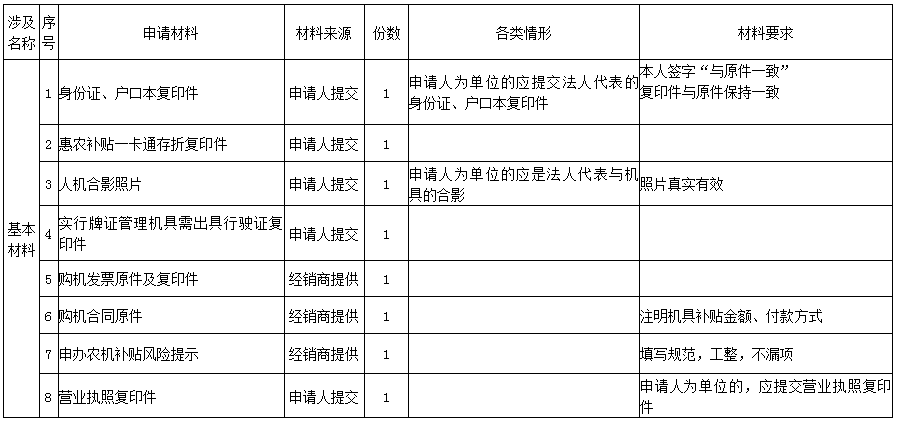 涉及名称 序号 申请材料 材料来源 份数 各类情形 材料要求
基本材料
1 身份证、户口本复印件 申请人提交 1 申请人为单位的应提交法人代表的身份证、户口本复印件 本人签字“与原件一致”
复印件与原件保持一致
2 惠农补贴一卡通存折复印件 申请人提交 1
3 人机合影照片 申请人提交 1 申请人为单位的应是法人代表与机具的合影 照片真实有效
4 实行牌证管理机具需出具行驶证复印件 申请人提交 1
5 购机发票原件及复印件 经销商提供 1
6 购机合同原件 经销商提供 1 注明机具补贴金额、付款方式
7 申办农机补贴风险提示 经销商提供 1 填写规范，工整，不漏项
8 营业执照复印件 申请人提交 1 申请人为单位的，应提交营业执照复印件